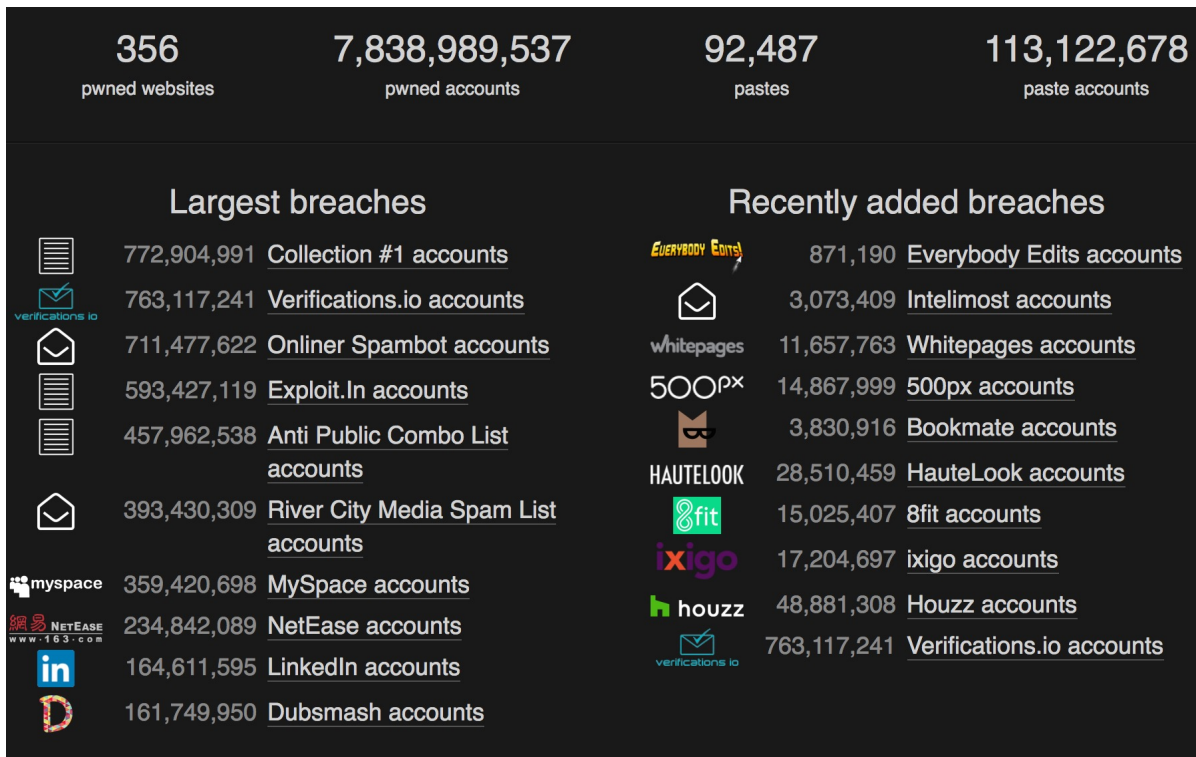 356
pwned websites
7,838,989,537
pwned accounts
92,487
pastes
113,122,678
paste accounts
Largest breaches
772,904,991 Collection #1 accounts
verifications io 763,117,241 Verifications.io accounts
711,477,622 Onliner Spambot accounts
593,427,119 Exploit.In accounts
457,962,538 Anti Public Combo List
accounts
393,430,309 River City Media Spam List
accounts
myspace 359,420,698 MySpace accounts
網易 NETEASE
www.163.com
234,842,089 NetEase accounts
in 164,611,595 LinkedIn accounts
D 161,749,950 Dubsmash accounts
Recently added breaches
EVERYBODY EDITS! 871,190 Everybody Edits accounts
3,073,409 Intelimost accounts
whitepages 11,657,763 Whitepages accounts
500px 14,867,999 500px accounts
3,830,916 Bookmate accounts
HAUTELOOK 28,510,459 HauteLook accounts
8fit 15,025,407 8fit accounts
ixigo 17,204,697 ixigo accounts
houzz 48,881,308 Houzz accounts
verifications io 763,117,241 Verifications.io accounts